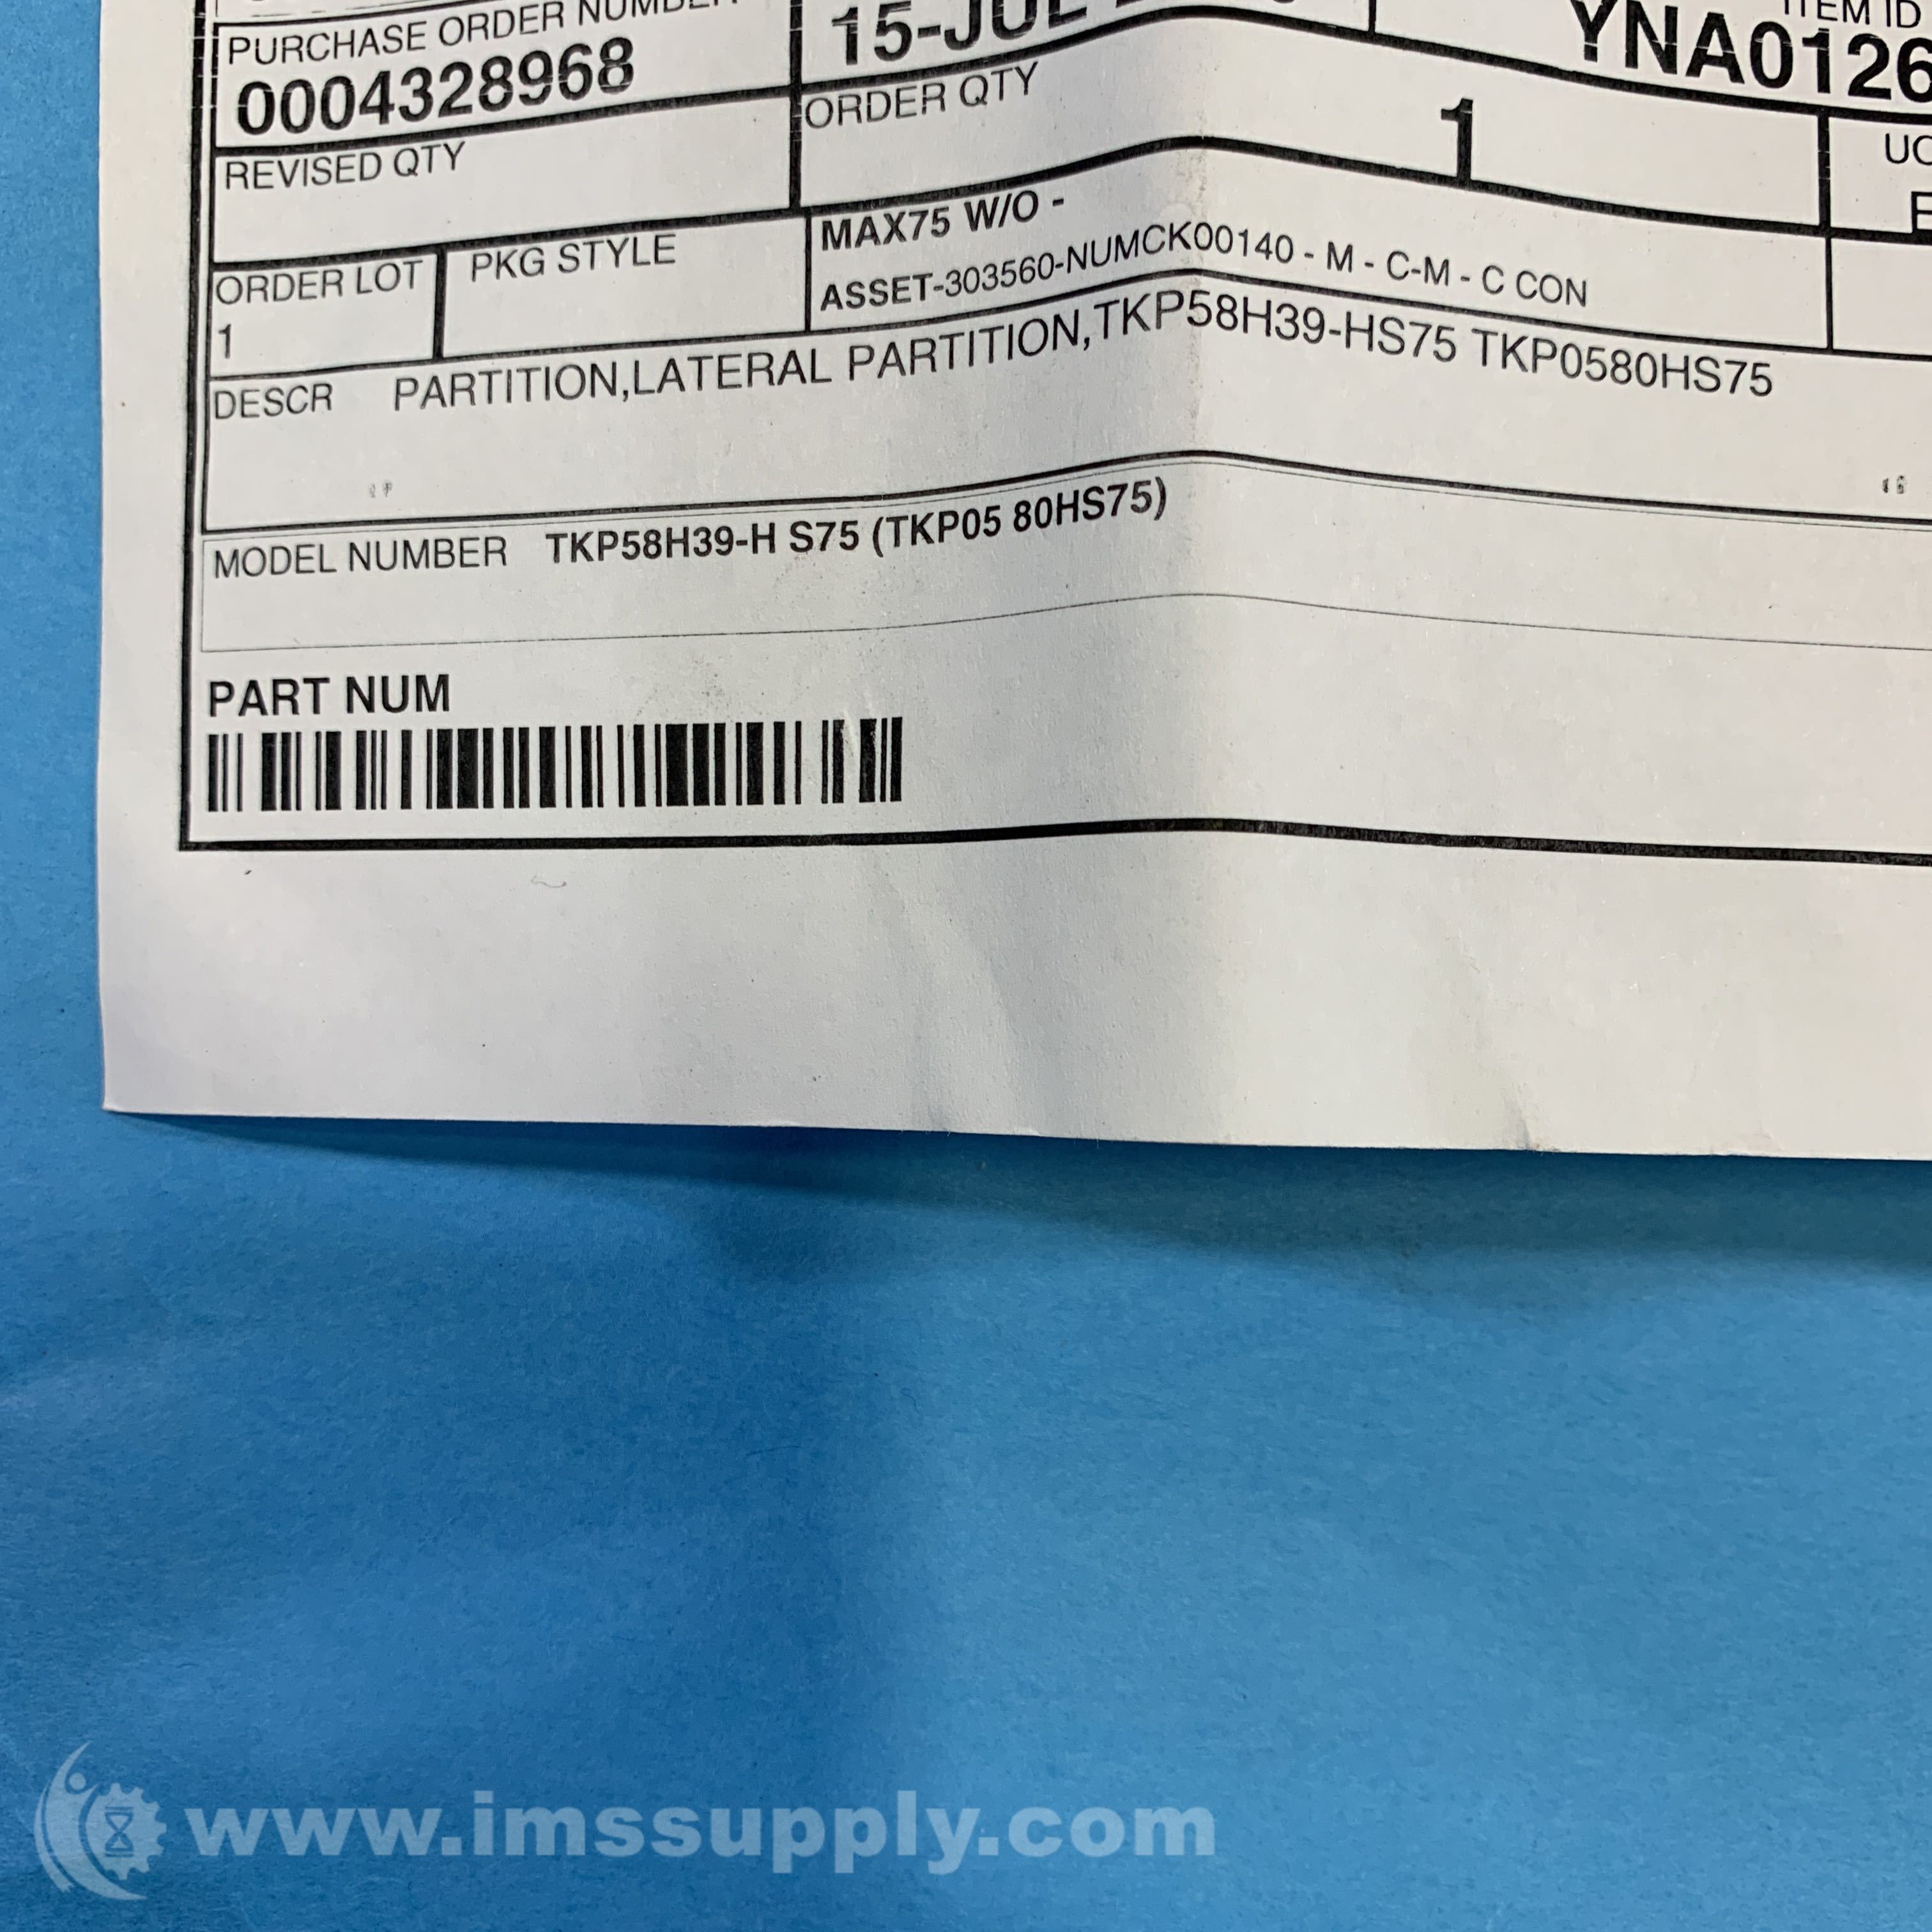 PURCHASE ORDER NUMBER
0004328968
15-JUL
ITEM ID
YNA0126
REVISED QTY
ORDER QTY
1
ORDER LOT
1
PKG STYLE
MAX75 W/O -
ASSET-303560-NUMCK00140 - M - C-M - C CON
DESCR PARTITION,LATERAL PARTITION,TKP58H39-HS75 TKP0580HS75
MODEL NUMBER TKP58H39-H S75 (TKP05 80HS75)
PART NUM
www.imssupply.com